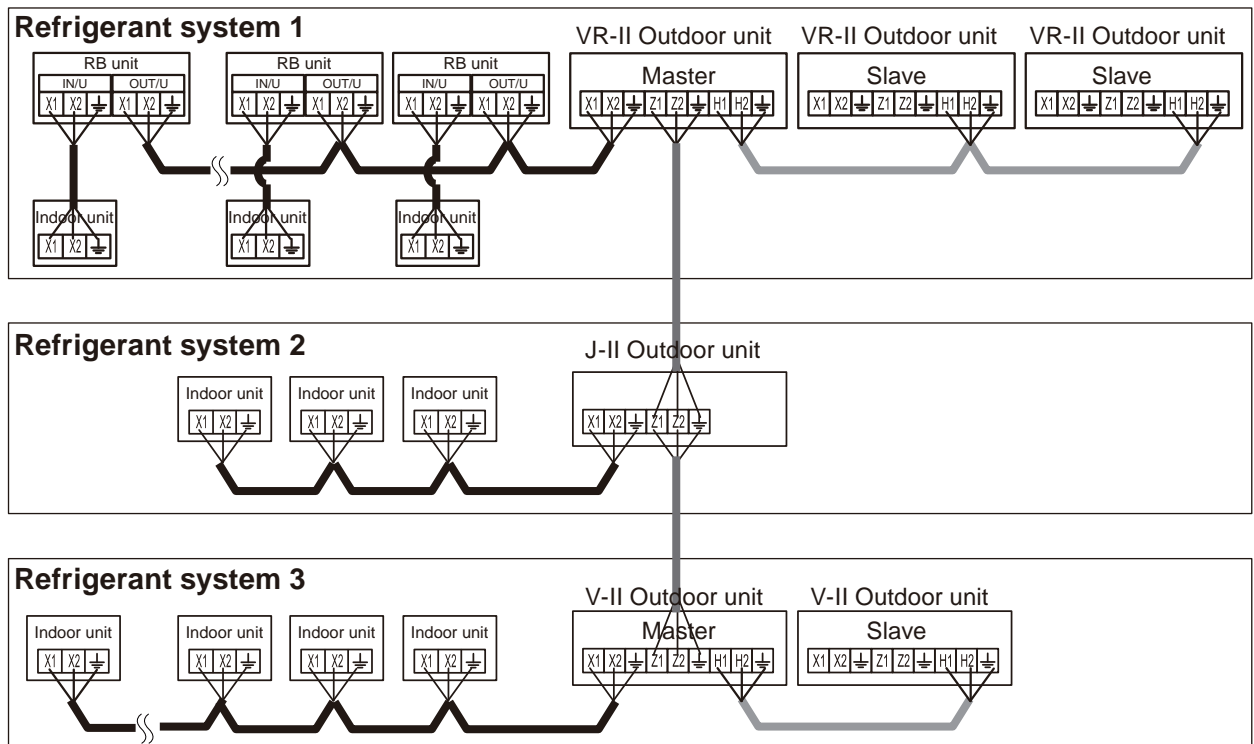 Refrigerant system 1
VR-II Outdoor unit VR-II Outdoor unit VR-II Outdoor unit
RB unit RB unit RB unit
Master Slave Slave
IN/U OUT/U IN/U OUT/U IN/U OUT/U
X1 X2 X1 X2 X1 X2 X1 X2 X1 X2 X1 X2 X1 X2 Z1 Z2 H1 H2 X1 X2 Z1 Z2 H1 H2 X1 X2 Z1 Z2 H1 H2
Indoor unit Indoor unit Indoor unit
X1 X2 X1 X2 X1 X2
Refrigerant system 2
J-II Outdoor unit
Indoor unit Indoor unit Indoor unit
X1 X2 X1 X2 X1 X2 X1 X2 Z1 Z2
Refrigerant system 3
V-II Outdoor unit V-II Outdoor unit
Indoor unit Indoor unit Indoor unit Indoor unit Master Slave
X1 X2 X1 X2 X1 X2 X1 X2 X1 X2 Z1 Z2 H1 H2 X1 X2 Z1 Z2 H1 H2